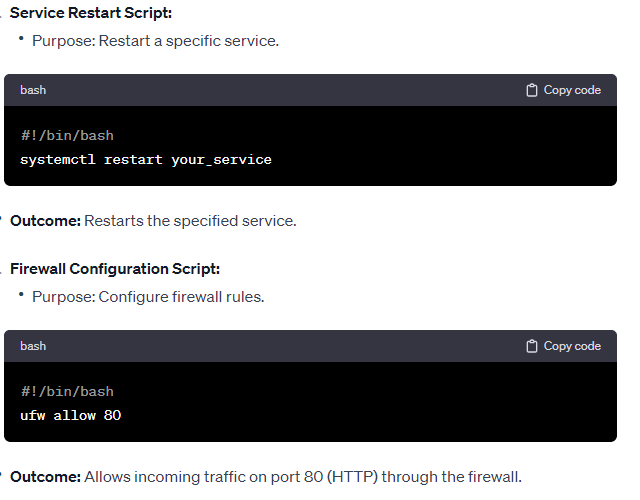 Service Restart Script:
• Purpose: Restart a specific service.
bash Copy code
#!/bin/bash
systemctl restart your_service
Outcome: Restarts the specified service.
Firewall Configuration Script:
• Purpose: Configure firewall rules.
bash Copy code
#!/bin/bash
ufw allow 80
Outcome: Allows incoming traffic on port 80 (HTTP) through the firewall.